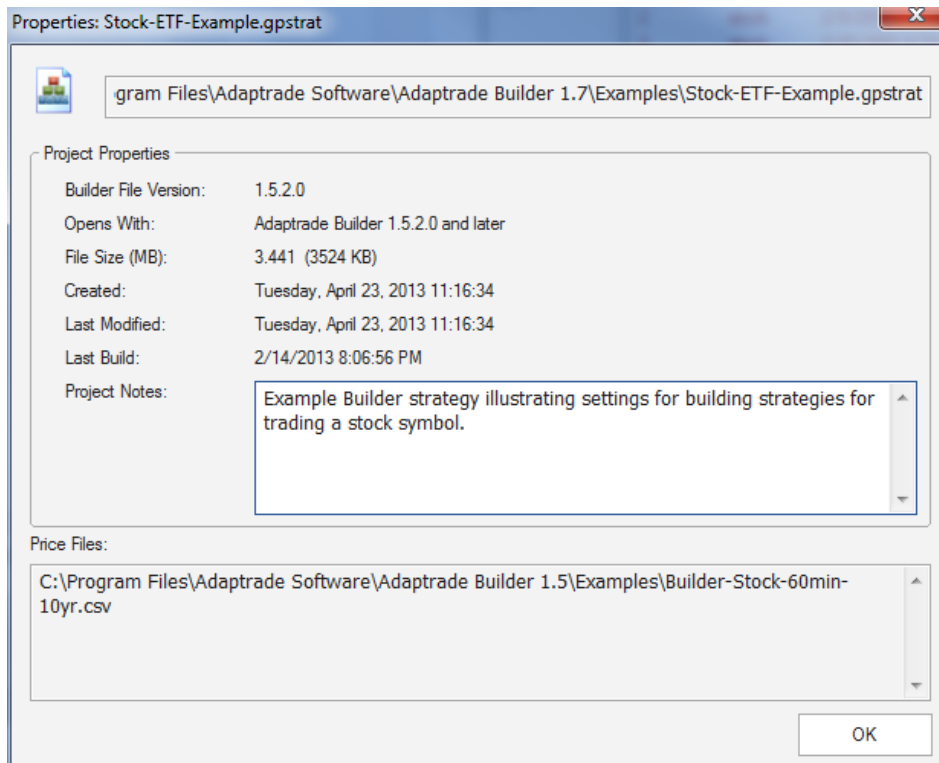 Properties: Stock-ETF-Example.gpstrat
gram Files\Adaptrade Software\Adaptrade Builder 1.7\Examples\Stock-ETF-Example.gpstrat
Project Properties
Builder File Version: 1.5.2.0
Opens With: Adaptrade Builder 1.5.2.0 and later
File Size (MB): 3.441 (3524 KB)
Created: Tuesday, April 23, 2013 11:16:34
Last Modified: Tuesday, April 23, 2013 11:16:34
Last Build: 2/14/2013 8:06:56 PM
Project Notes: Example Builder strategy illustrating settings for building strategies for
trading a stock symbol.
Price Files:
C:\Program Files\Adaptrade Software\Adaptrade Builder 1.5\Examples\Builder-Stock-60min-
10yr.csv
OK